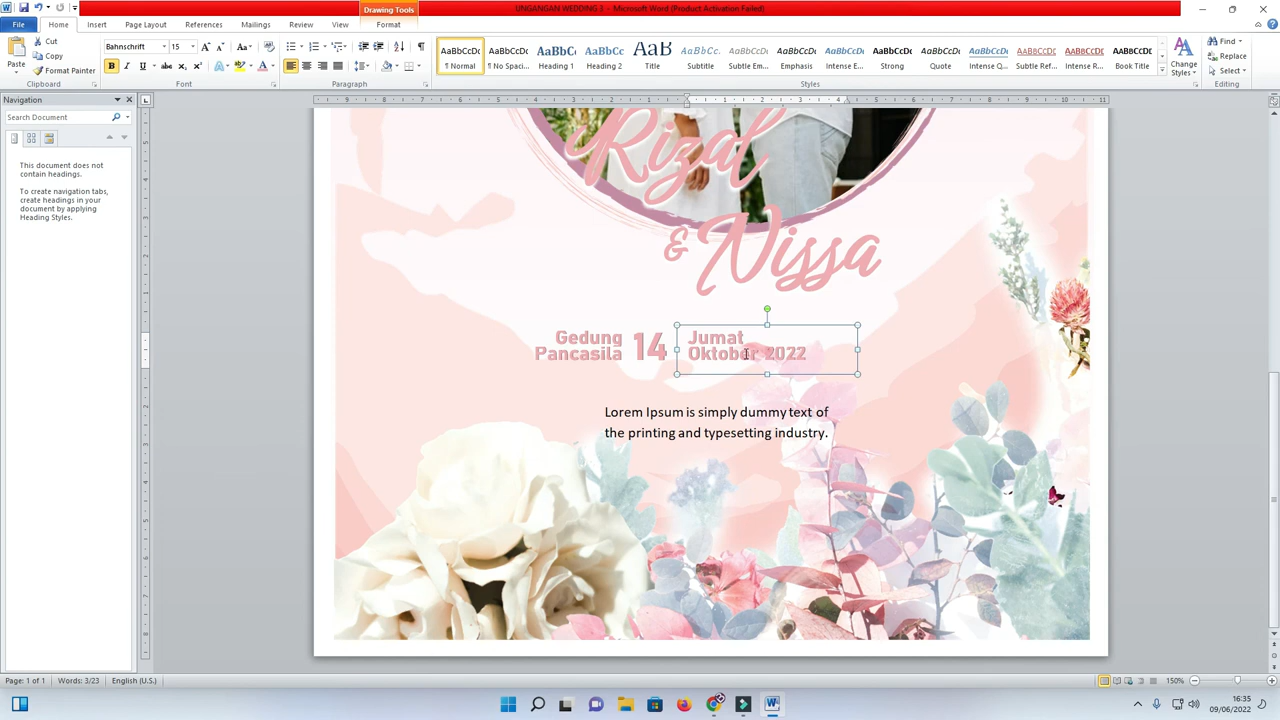 Drawing Tools
UNGANGAN WEDDING 3 - Microsoft Word (Product Activation Failed)
File Home Insert Page Layout References Mailings Review View Format
Paste
Cut
Copy
Format Painter
Clipboard
Bahnschrift 15
Font
Paragraph
AaBbCcDc AaBbCcDc AaBbC AaBbCc AaB AaBbCc. AaBbCcDc AaBbCcDc AaBbCcDc AaBbCcDc AaBbCcDc AaBbCcDc AaBbCcDc AaBbCcDc AaBbCcDc
¶ Normal ¶ No Spaci... Heading 1 Heading 2 Title Subtitle Subtle Em... Emphasis Intense E... Strong Quote Intense Q... Subtle Ref... Intense R... Book Title
Styles
Change Styles
Find
Replace
Select
Editing
Navigation
Search Document
This document does not
contain headings.
To create navigation tabs,
create headings in your
document by applying
Heading Styles.
Rizal
& Nissa
Gedung
Pancasila
14
Jumat
Oktober 2022
Lorem Ipsum is simply dummy text of
the printing and typesetting industry.
Page: 1 of 1 Words: 3/23 English (U.S.) 150%
16:35
09/06/2022